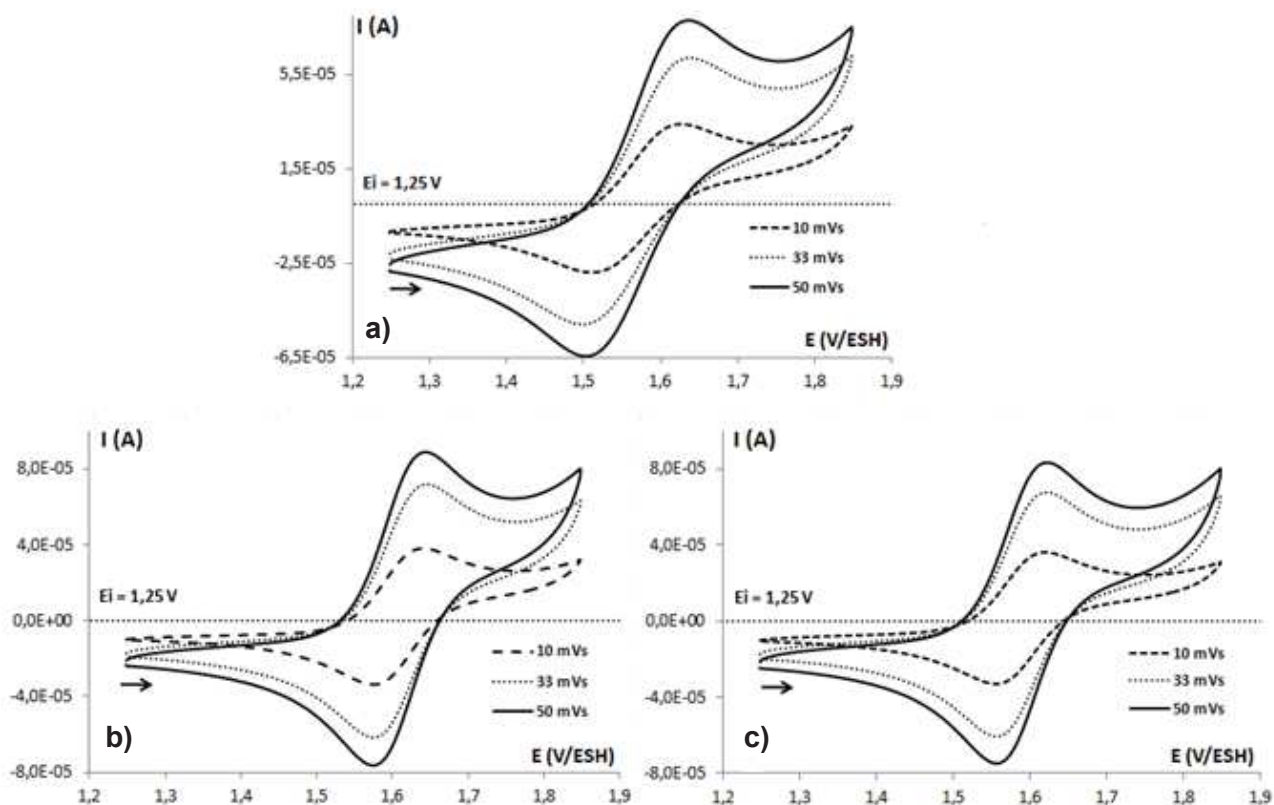 I (A)
5,5E-05
1,5E-05
Ei = 1,25 V
-2,5E-05
-6,5E-05
10 mVs
33 mVs
50 mVs
a)
E (V/ESH)
1,2 1,3 1,4 1,5 1,6 1,7 1,8 1,9
I (A)
8,0E-05
4,0E-05
Ei = 1,25 V
0,0E+00
-4,0E-05
-8,0E-05
10 mVs
33 mVs
50 mVs
b)
E (V/ESH)
1,2 1,3 1,4 1,5 1,6 1,7 1,8 1,9
I (A)
8,0E-05
4,0E-05
Ei = 1,25 V
0,0E+00
-4,0E-05
-8,0E-05
10 mVs
33 mVs
50 mVs
c)
E (V/ESH)
1,2 1,3 1,4 1,5 1,6 1,7 1,8 1,9